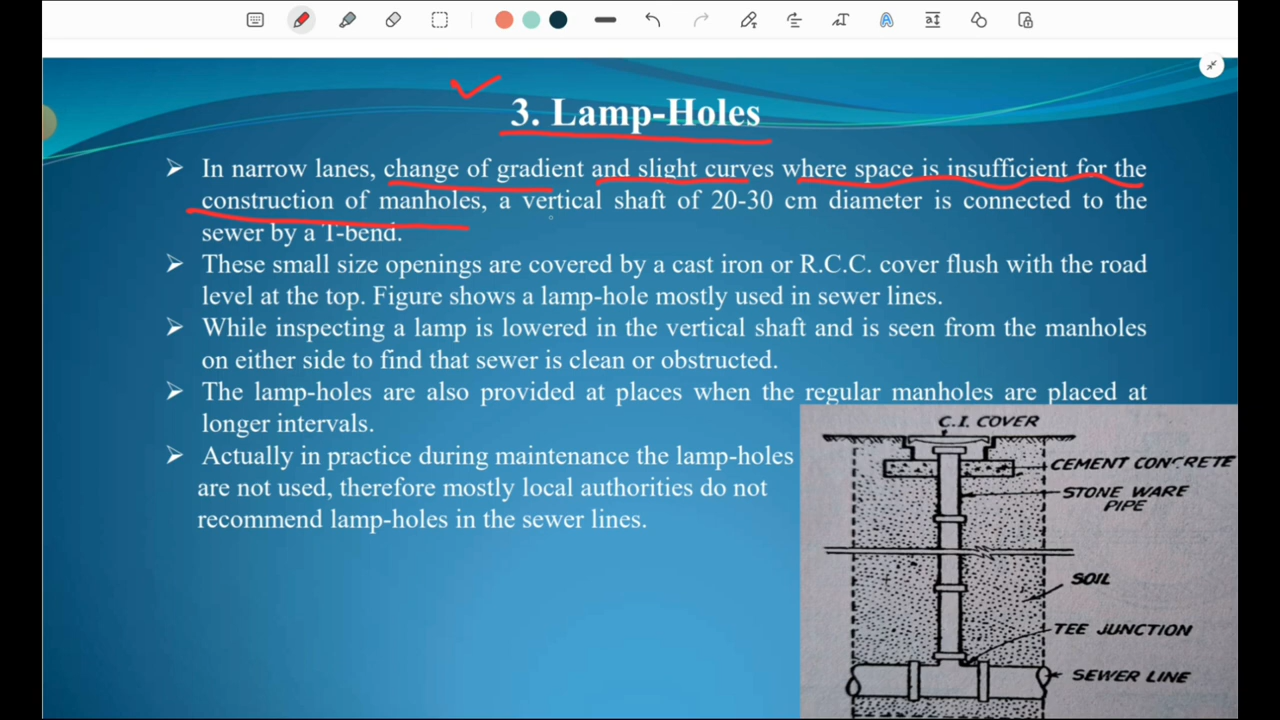 3. Lamp-Holes
➢ In narrow lanes, change of gradient and slight curves where space is insufficient for the
construction of manholes, a vertical shaft of 20-30 cm diameter is connected to the
sewer by a T-bend.
➢ These small size openings are covered by a cast iron or R.C.C. cover flush with the road
level at the top. Figure shows a lamp-hole mostly used in sewer lines.
➢ While inspecting a lamp is lowered in the vertical shaft and is seen from the manholes
on either side to find that sewer is clean or obstructed.
➢ The lamp-holes are also provided at places when the regular manholes are placed at
longer intervals.
➢ Actually in practice during maintenance the lamp-holes
are not used, therefore mostly local authorities do not
recommend lamp-holes in the sewer lines.
C.I. COVER
CEMENT CONCRETE
STONE WARE
PIPE
SOIL
TEE JUNCTION
SEWER LINE